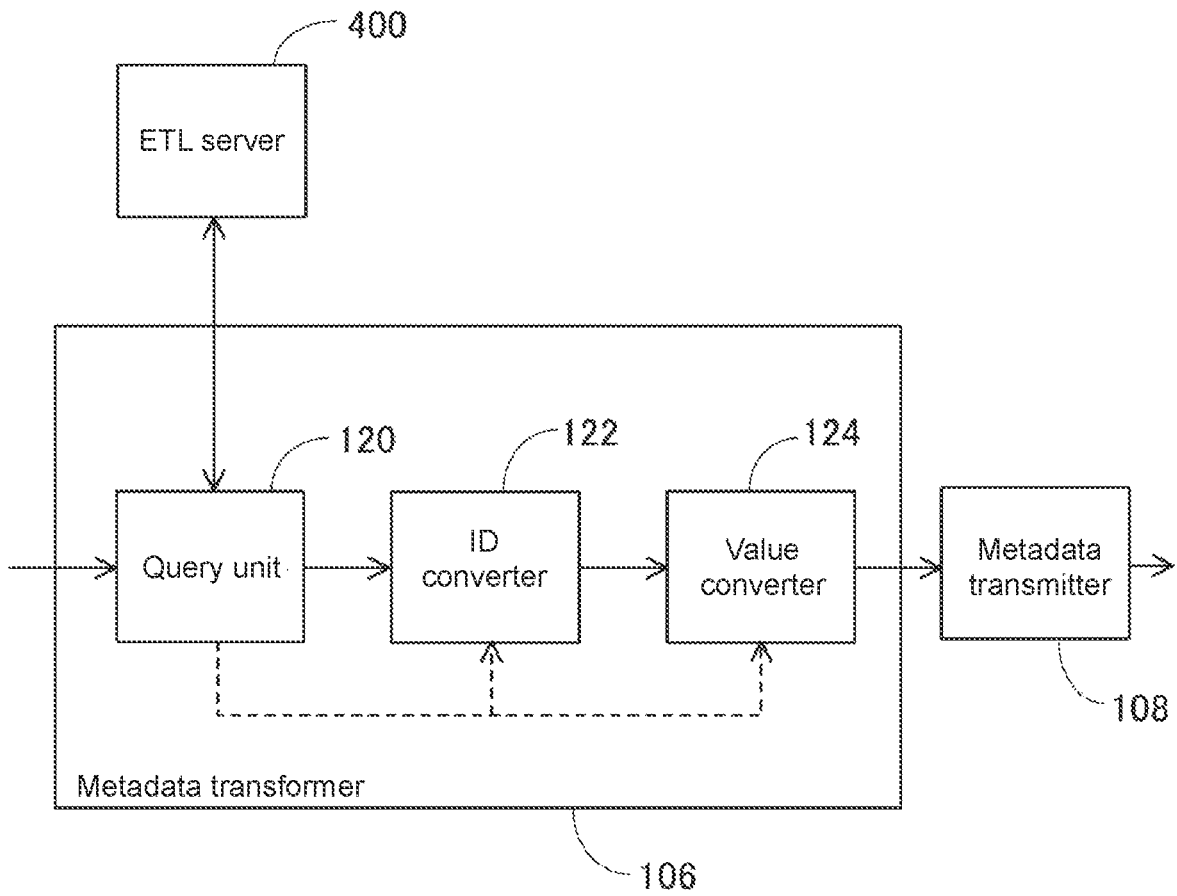 400
ETL server
120
122
124
Query unit
ID
converter
Value
converter
Metadata
transmitter
108
Metadata transformer
106